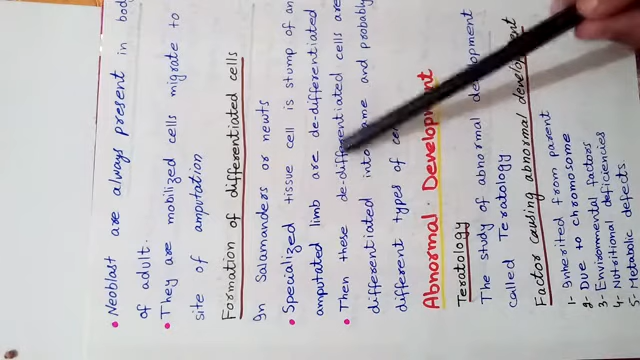 • Neoblast are always present in bod
of adult.
• They are mobilized cells migrate to
site of amputation
Formation of differentiated cells
In Salamanders or newts
• Specialized tissue cell is stump of an
amputated limb are de-differentiated
• Then these de-differentiated cells are
differentiated into and probably
different types of
Abnormal Development
Teratology
The study of abnormal development
called Teratology
Factor causing abnormal development
1- Inherited from parent
2- Due to chromosome
3- Environmental factors
4- Nutritional deficiencies
5- Metabolic defects